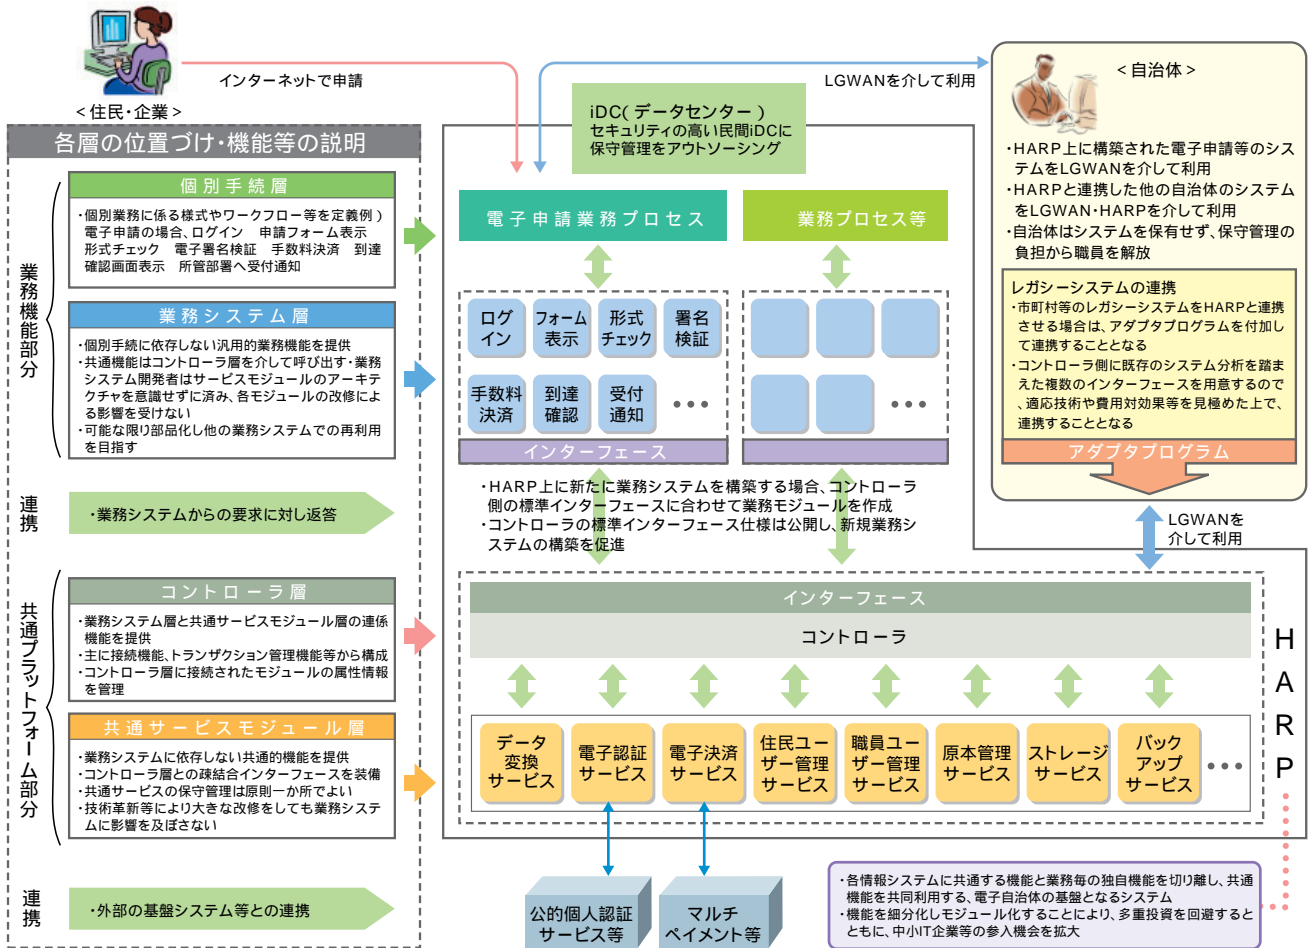 インターネットで申請
LGWANを介して利用
<住民・企業>
<自治体>
・HARP上に構築された電子申請等のシス
テムをLGWANを介して利用
・HARPと連携した他の自治体のシステム
をLGWAN・HARPを介して利用
・自治体はシステムを保有せず、保守管理の
負担から職員を解放
レガシーシステムの連携
・市町村等のレガシーシステムをHARPと連携
させる場合は、アダプタプログラムを付加し
て連携することとなる
・コントローラ側に既存のシステム分析を踏ま
えた複数のインターフェースを用意するので
、適応技術や費用対効果等を見極めた上で、
連携することとなる
アダプタプログラム
LGWANを
介して利用
iDC(データセンター)
セキュリティの高い民間iDCに
保守管理をアウトソーシング
各層の位置づけ・機能等の説明
業務機能部分
個別手続層
・個別業務に係る様式やワークフロー等を定義例)
電子申請の場合、ログイン 申請フォーム表示
形式チェック 電子署名検証 手数料決済 到達
確認画面表示 所管部署へ受付通知
業務システム層
・個別手続に依存しない汎用的業務機能を提供
・共通機能はコントローラ層を介して呼び出す・業務
システム開発者はサービスモジュールのアーキテ
クチャを意識せずに済み、各モジュールの改修によ
る影響を受けない
・可能な限り部品化し他の業務システムでの再利用
を目指す
連携
・業務システムからの要求に対し返答
共通プラットフォーム部分
コントローラ層
・業務システム層と共通サービスモジュール層の連係
機能を提供
・主に接続機能、トランザクション管理機能等から構成
・コントローラ層に接続されたモジュールの属性情報
を管理
共通サービスモジュール層
・業務システムに依存しない共通的機能を提供
・コントローラ層との疎結合インターフェースを装備
・共通サービスの保守管理は原則一か所でよい
・技術革新等により大きな改修をしても業務システ
ムに影響を及ぼさない
連携
・外部の基盤システム等との連携
電子申請業務プロセス
業務プロセス等
ログ
イン
フォーム
表示
形式
チェック
署名
検証
手数料
決済
到達
確認
受付
通知
•••
•••
インターフェース
・HARP上に新たに業務システムを構築する場合、コントローラ
側の標準インターフェースに合わせて業務モジュールを作成
・コントローラの標準インターフェース仕様は公開し、新規業務シ
ステムの構築を促進
インターフェース
コントローラ
データ
変換
サービス
電子認証
サービス
電子決済
サービス
住民ユー
ザー管理
サービス
職員ユー
ザー管理
サービス
原本管理
サービス
ストレージ
サービス
バック
アップ
サービス
•••
HARP
公的個人認証
サービス等
マルチ
ペイメント等
・各情報システムに共通する機能と業務毎の独自機能を切り離し、共通
機能を共同利用する、電子自治体の基盤となるシステム
・機能を細分化しモジュール化することにより、多重投資を回避すると
ともに、中小IT企業等の参入機会を拡大